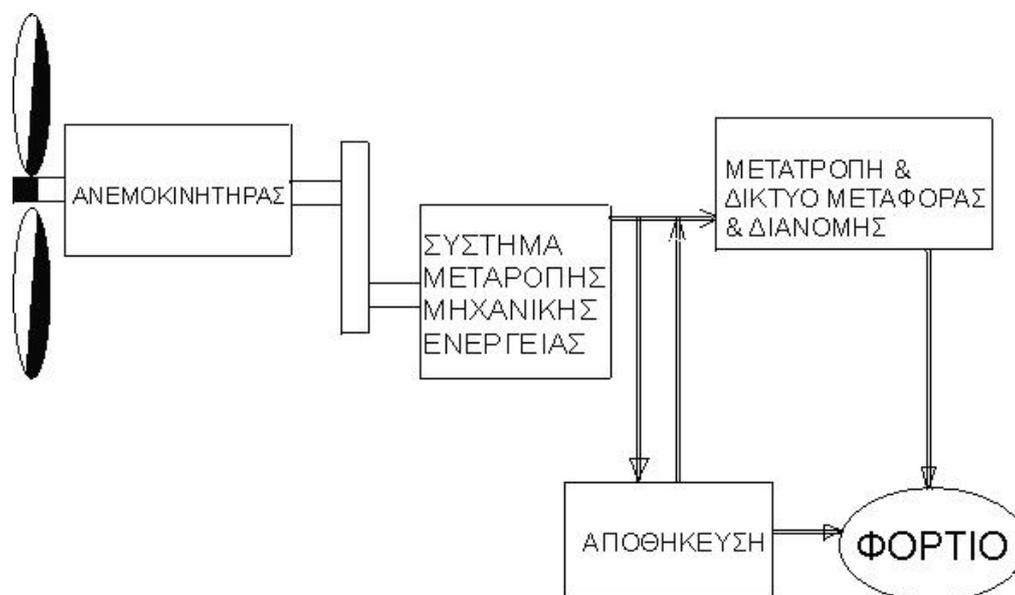 ΑΝΕΜΟΚΙΝΗΤΗΡΑΣ
ΣΥΣΤΗΜΑ
ΜΕΤΑΡΟΠΗΣ
ΜΗΧΑΝΙΚΗΣ
ΕΝΕΡΓΕΙΑΣ
ΜΕΤΑΤΡΟΠΗ &
ΔΙΚΤΥΟ ΜΕΤΑΦΟΡΑΣ
& ΔΙΑΝΟΜΗΣ
ΑΠΟΘΗΚΕΥΣΗ
ΦΟΡΤΙΟ